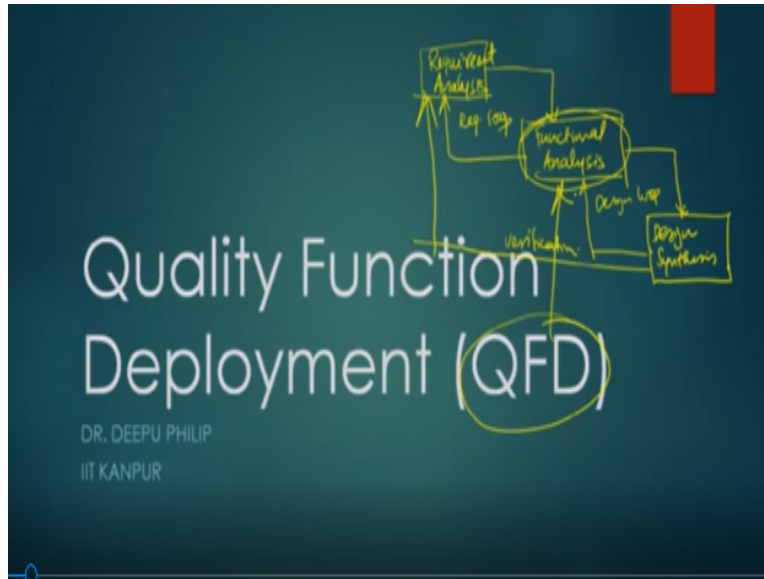 Requirent
Analysis
Req. loop
Functional
Analysis
Design loop
Design
Synthesis
verification.
Quality Function
Deployment (QFD)
DR. DEEPU PHILIP
IIT KANPUR